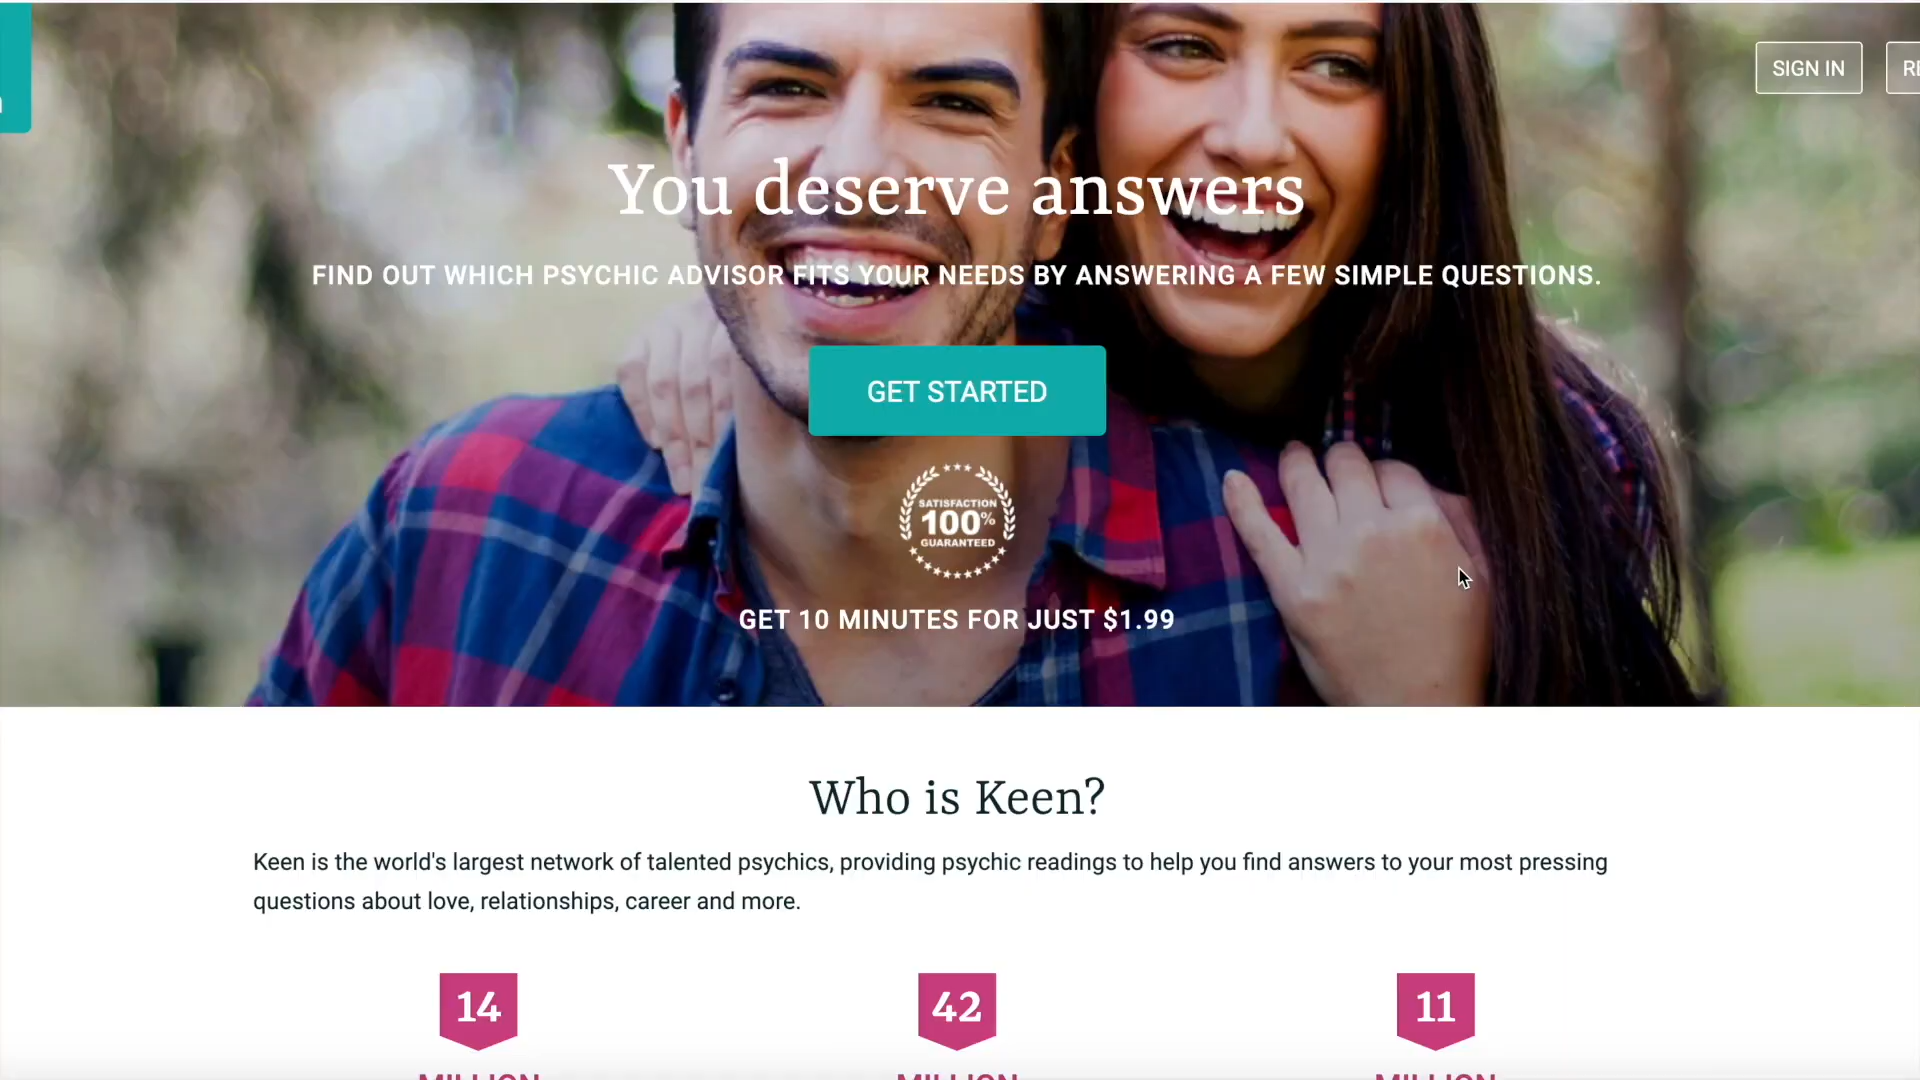 SIGN IN
You deserve answers
FIND OUT WHICH PSYCHIC ADVISOR FITS YOUR NEEDS BY ANSWERING A FEW SIMPLE QUESTIONS.
GET STARTED
SATISFACTION
100%
GUARANTEED
GET 10 MINUTES FOR JUST $1.99
Who is Keen?
Keen is the world's largest network of talented psychics, providing psychic readings to help you find answers to your most pressing
questions about love, relationships, career and more.
14 42 11
MILLION MILLION MILLION